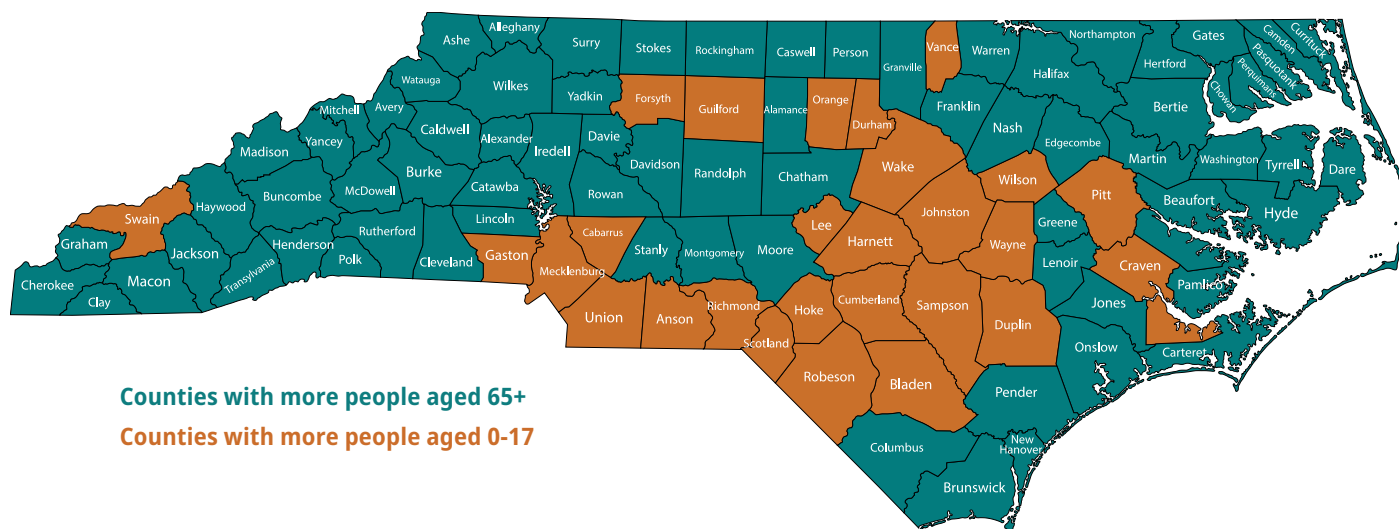 Alleghany
Ashe
Surry
Stokes
Rockingham
Caswell
Person
Granville
Vance
Warren
Northampton
Gates
Camden
Currituck
Pasquotank
Perquimans
Chowan
Hertford
Halifax
Watauga
Wilkes
Yadkin
Forsyth
Guilford
Alamance
Orange
Durham
Franklin
Nash
Edgecombe
Bertie
Mitchell
Avery
Yancey
Caldwell
Alexander
Iredell
Davie
Davidson
Randolph
Chatham
Wake
Wilson
Martin
Washington
Tyrrell
Dare
Madison
Buncombe
McDowell
Burke
Catawba
Rowan
Lee
Johnston
Pitt
Beaufort
Hyde
Swain
Haywood
Lincoln
Cabarrus
Greene
Graham
Jackson
Henderson
Rutherford
Cleveland
Gaston
Mecklenburg
Stanly
Montgomery
Moore
Harnett
Wayne
Lenoir
Craven
Pamlico
Cherokee
Clay
Macon
Transylvania
Polk
Union
Anson
Richmond
Scotland
Hoke
Cumberland
Sampson
Duplin
Jones
Onslow
Carteret
Robeson
Bladen
Pender
Columbus
New
Hanover
Brunswick
Counties with more people aged 65+
Counties with more people aged 0-17